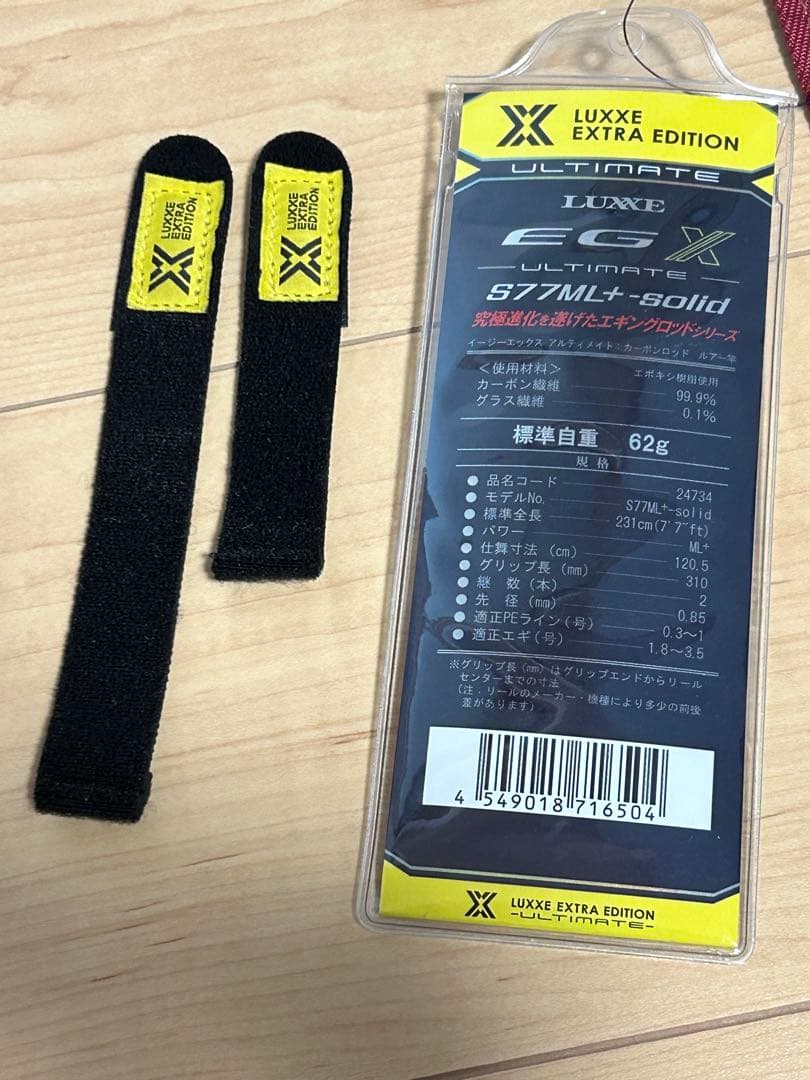 LUXXE
EXTRA
EDITION
LUXXE
EXTRA
EDITION
LUXXE
EXTRA EDITION
ULTIMATE
LUXXE
EG X
ULTIMATE
S77ML+-solid
究極進化を遂げたエギングロッドシリーズ
イージーエックス アルティメイト:カーボンロッド ルアー竿
<使用材料> エポキシ樹脂使用
カーボン繊維 99.9%
グラス繊維 0.1%
標準自重 62g
規格
●品名コード 24734
●モデルNo. S77ML+-solid
●標準全長 231cm(7'7"ft)
●パワー ML+
●仕舞寸法 (cm) 120.5
●グリップ長 (mm) 310
●継 数 (本) 2
●先 径 (mm) 0.85
●適正PEライン(号) 0.3〜1
●適正エギ(号) 1.8〜3.5
※グリップ長(mm)はグリップエンドからリール
センターまでの寸法
(注:リールのメーカー・機種により多少の前後
差があります)
4 549018 716504
LUXXE EXTRA EDITION
-ULTIMATE-